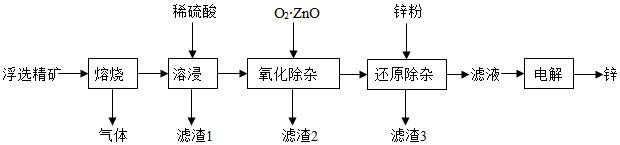 稀硫酸 O₂·ZnO 锌粉
浮选精矿 熔烧 溶浸 氧化除杂 还原除杂 滤液 电解 锌
气体 滤渣1 滤渣2 滤渣3